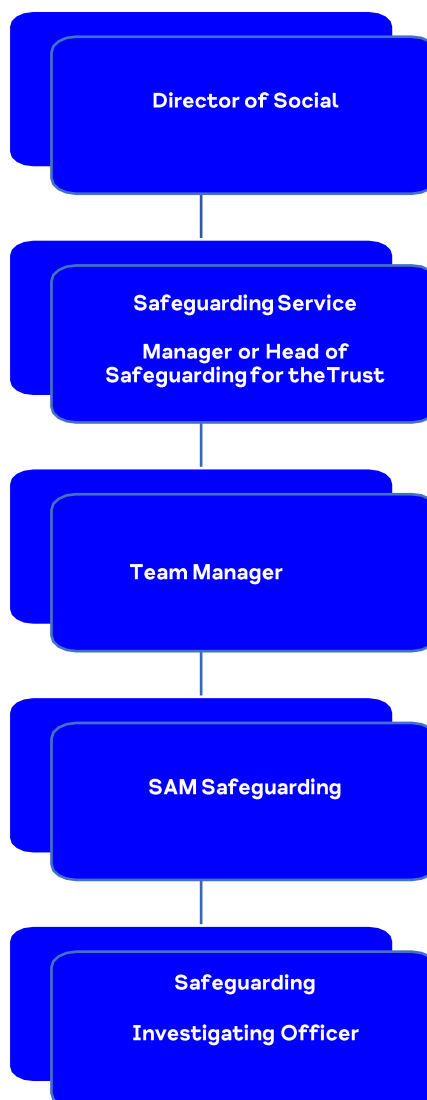 Director of Social
Safeguarding Service
Manager or Head of
Safeguarding for the Trust
Team Manager
SAM Safeguarding
Safeguarding
Investigating Officer